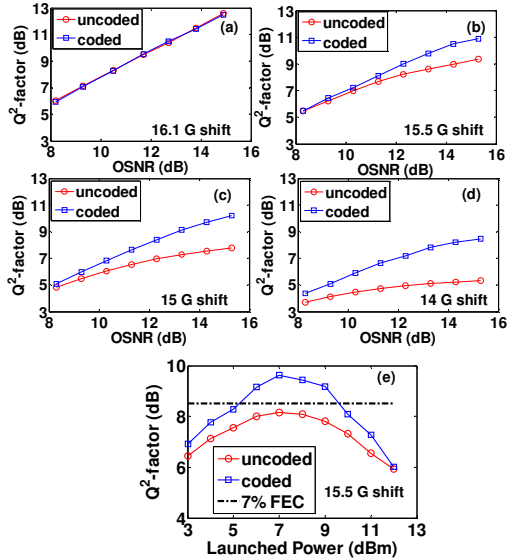 13
11
9
7
5
3
Q²-factor (dB)
uncoded
coded
(a)
16.1 G shift
8 10 12 14 16
OSNR (dB)
13
11
9
7
5
3
Q²-factor (dB)
uncoded
coded
(b)
15.5 G shift
8 10 12 14 16
OSNR (dB)
13
11
9
7
5
3
Q²-factor (dB)
uncoded
coded
(c)
15 G shift
8 10 12 14 16
OSNR (dB)
13
11
9
7
5
3
Q²-factor (dB)
uncoded
coded
(d)
14 G shift
8 10 12 14 16
OSNR (dB)
10
8
6
4
Q²-factor (dB)
(e)
uncoded
coded
7% FEC
15.5 G shift
3 5 7 9 11 13
Launched Power (dBm)